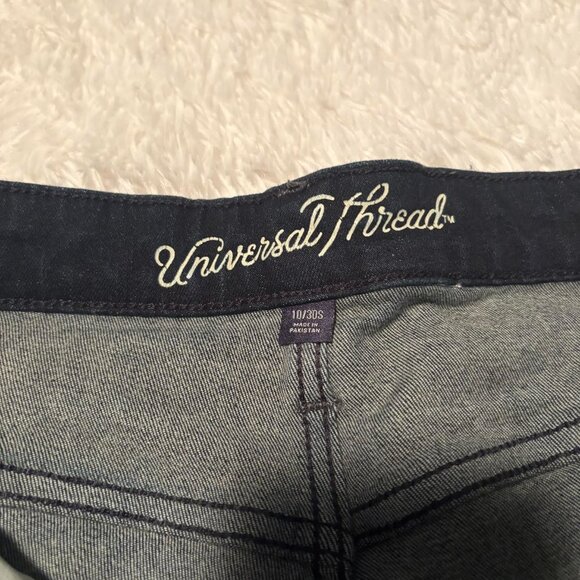 Universal Thread™
10/30S
MADE IN
PAKISTAN